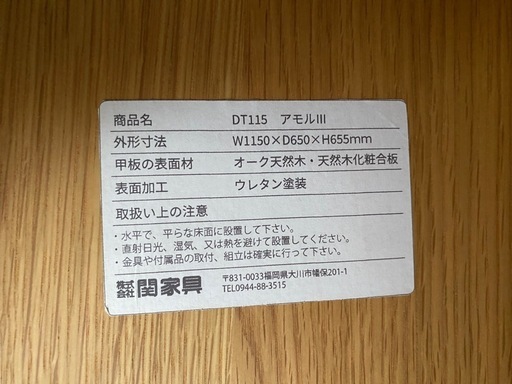 商品名 DT115 アモルⅢ
外形寸法 W1150×D650×H655mm
甲板の表面材 オーク天然木・天然木化粧合板
表面加工 ウレタン塗装
取扱い上の注意
・水平で、平らな床面に設置して下さい。
・直射日光、湿気、又は熱を避けて設置してください。
・金具や付属品の取付、組立は確実に行って下さい。
株式会社 関家具 〒831-0033福岡県大川市幡保201-1
TEL0944-88-3515